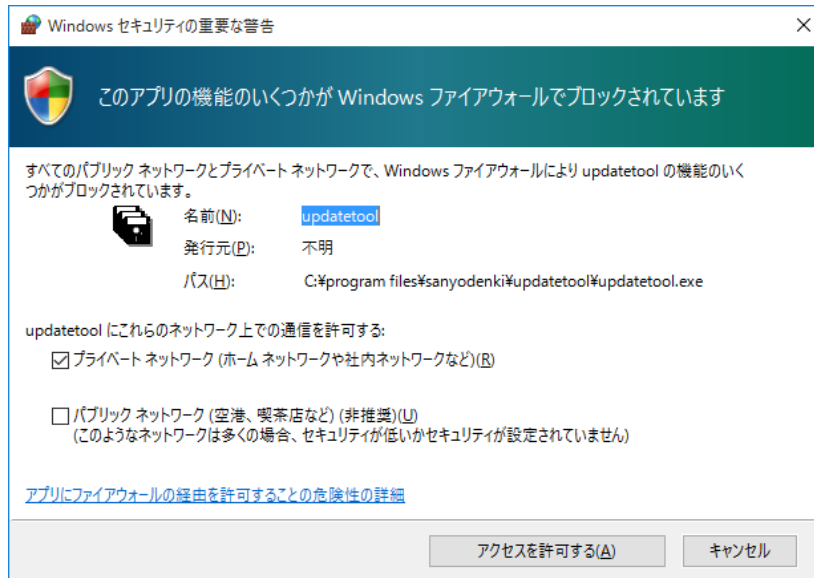 Windows セキュリティの重要な警告
このアプリの機能のいくつかが Windows ファイアウォールでブロックされています
すべてのパブリック ネットワークとプライベート ネットワークで、Windows ファイアウォールにより updatetool の機能のいく
つかがブロックされています。
名前(N): updatetool
発行元(P): 不明
パス(H): C:¥program files¥sanyodenki¥updatetool¥updatetool.exe
updatetool にこれらのネットワーク上での通信を許可する:
プライベート ネットワーク (ホーム ネットワークや社内ネットワークなど)(R)
パブリック ネットワーク (空港、喫茶店など) (非推奨)(U)
(このようなネットワークは多くの場合、セキュリティが低いかセキュリティが設定されていません)
アプリにファイアウォールの経由を許可することの危険性の詳細
アクセスを許可する(A) キャンセル